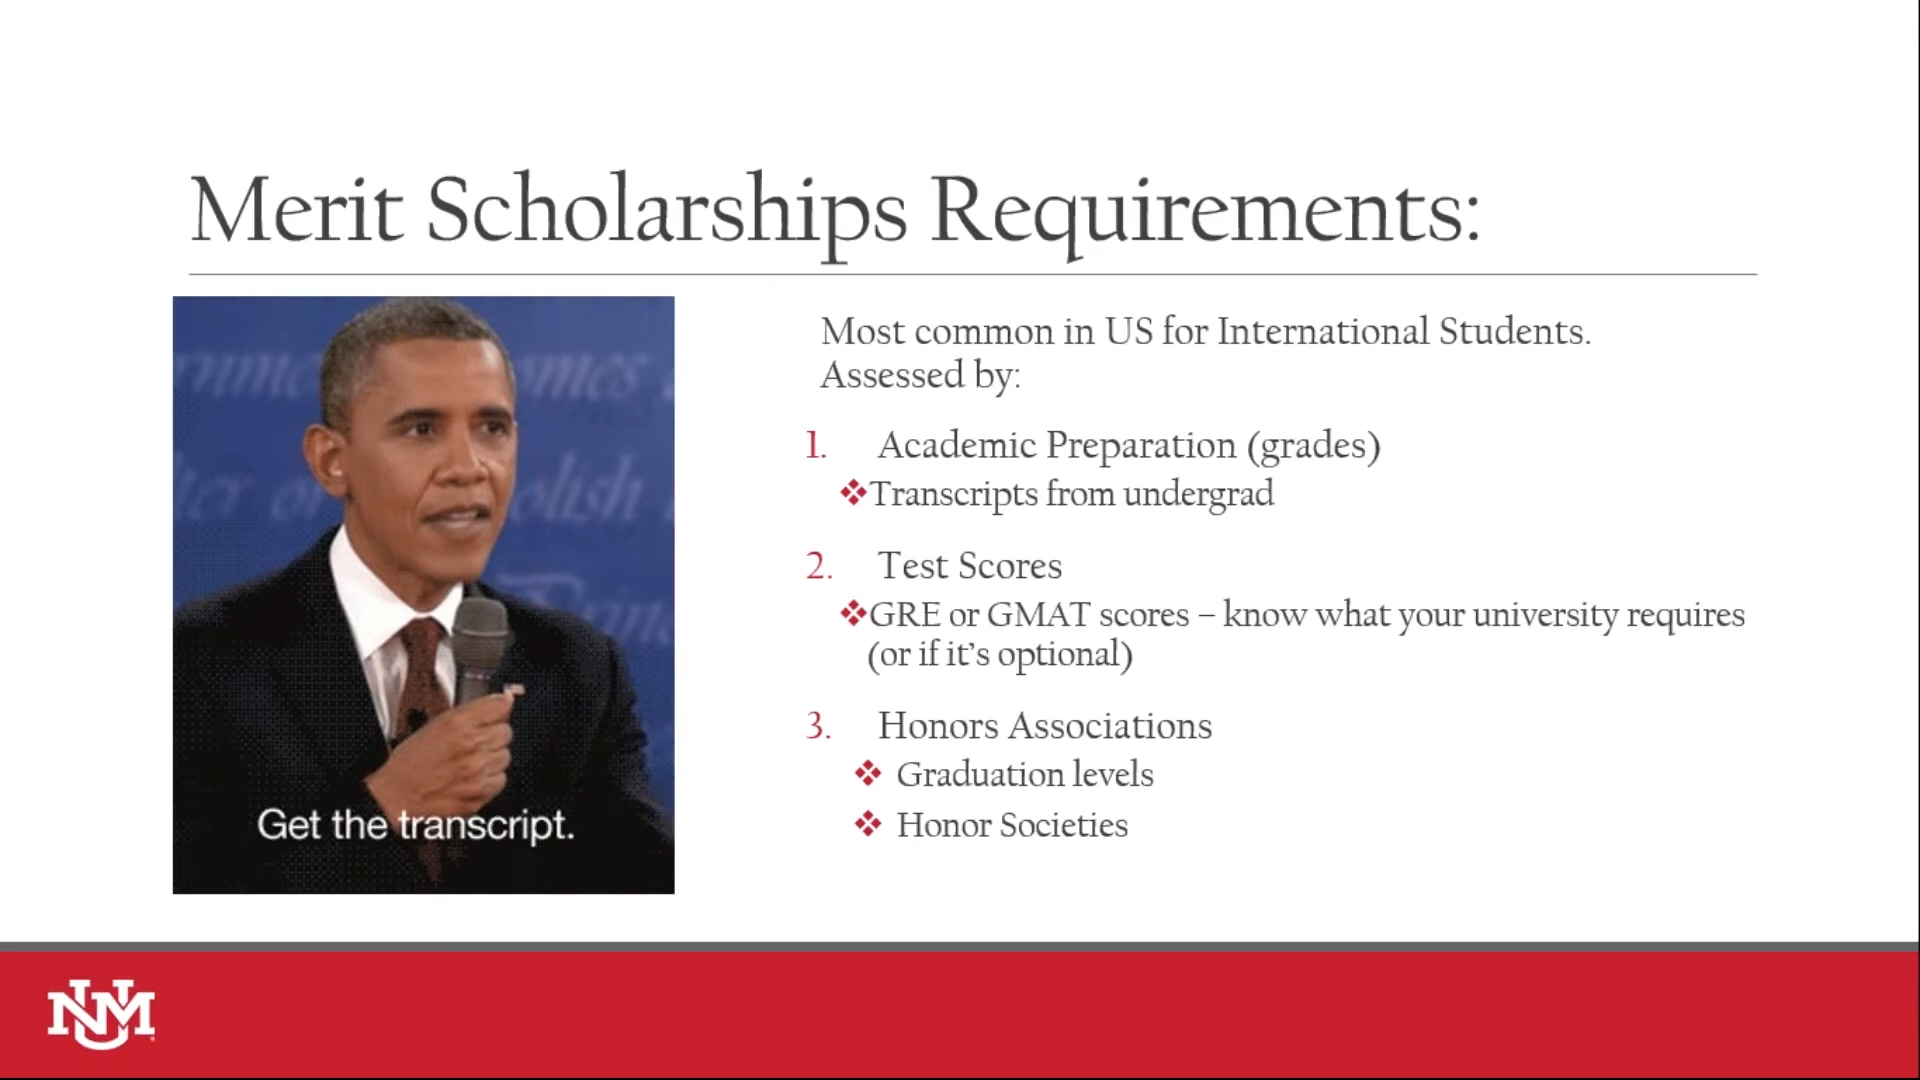 Merit Scholarships Requirements:
Most common in US for International Students.
Assessed by:
1. Academic Preparation (grades)
❖Transcripts from undergrad
2. Test Scores
❖GRE or GMAT scores – know what your university requires
(or if it's optional)
3. Honors Associations
❖ Graduation levels
❖ Honor Societies
Get the transcript.
UNM